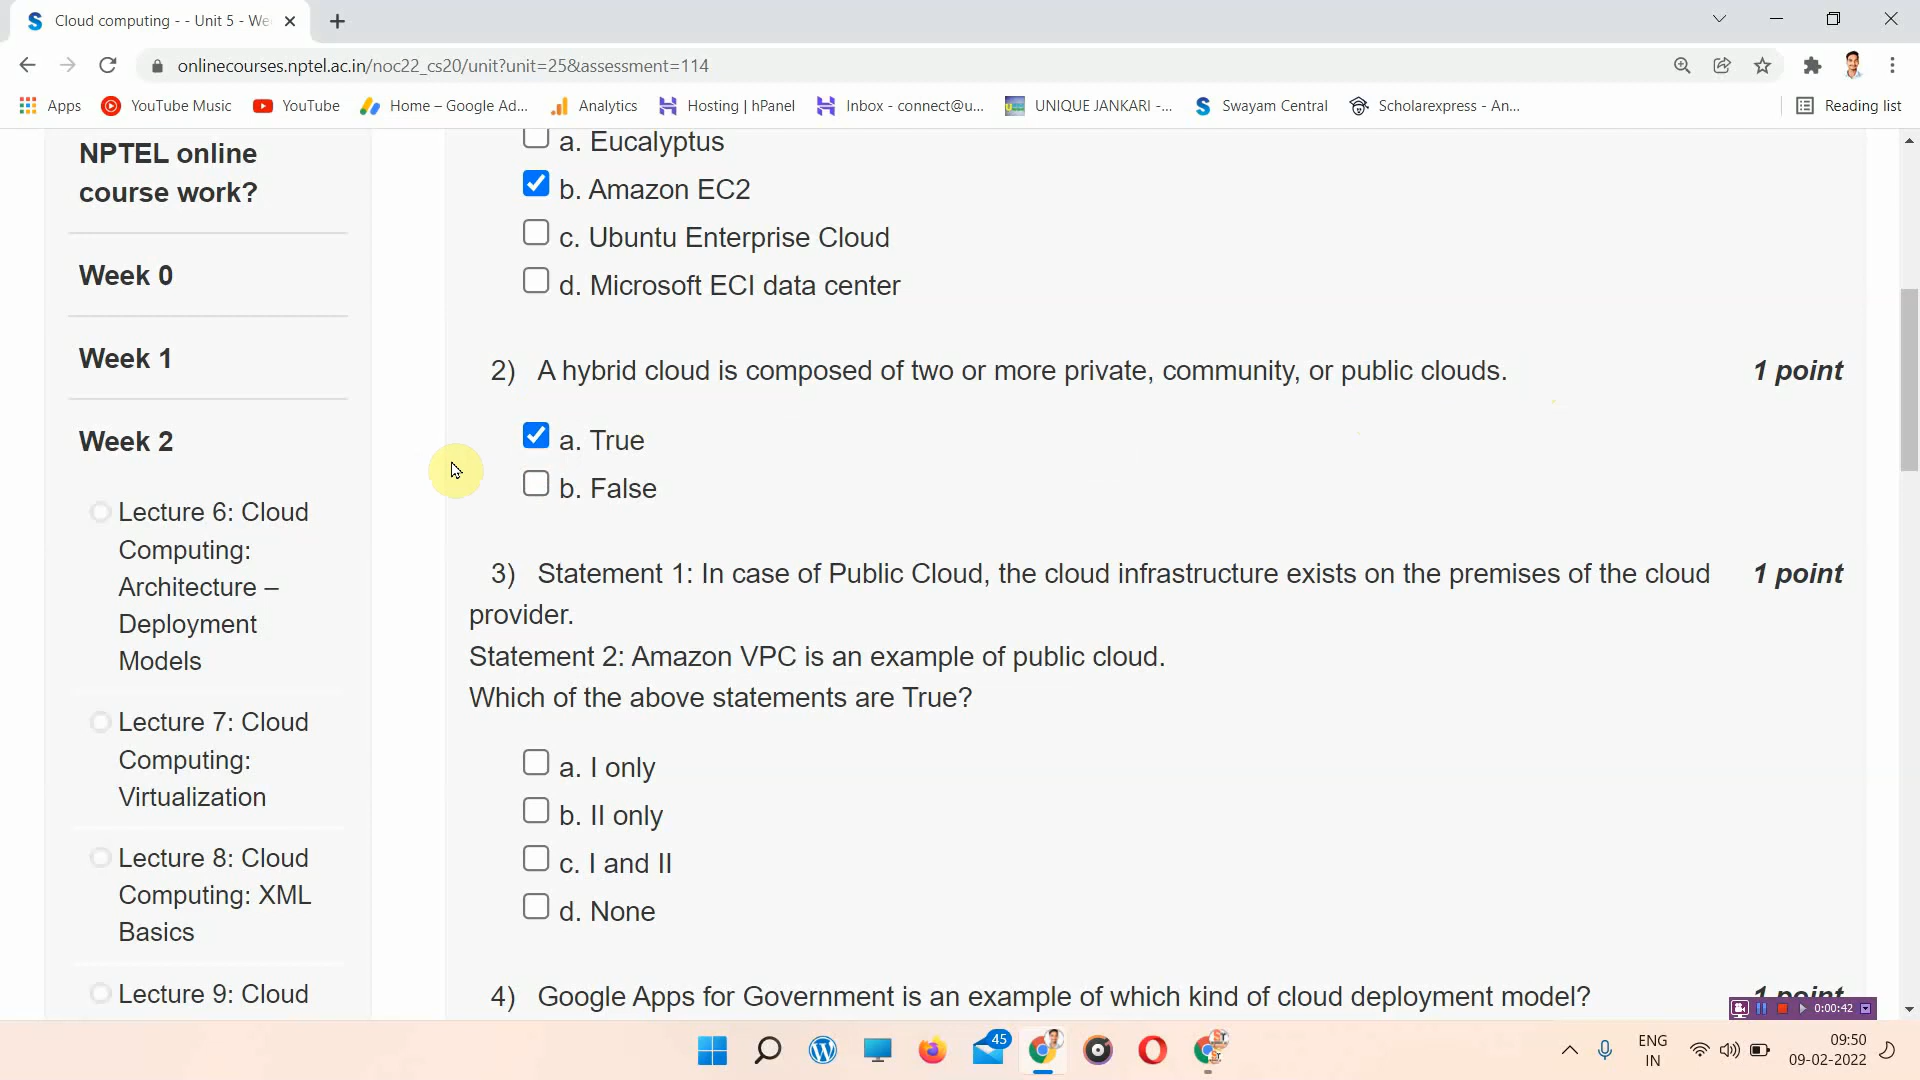 Cloud computing - - Unit 5 - We
onlinecourses.nptel.ac.in/noc22_cs20/unit?unit=25&assessment=114
Apps YouTube Music YouTube Home – Google Ad... Analytics Hosting | hPanel Inbox - connect@u... UNIQUE JANKARI -... Swayam Central Scholarexpress - An... Reading list
NPTEL online
course work?
Week 0
Week 1
Week 2
Lecture 6: Cloud
Computing:
Architecture –
Deployment
Models
Lecture 7: Cloud
Computing:
Virtualization
Lecture 8: Cloud
Computing: XML
Basics
Lecture 9: Cloud
a. Eucalyptus
b. Amazon EC2
c. Ubuntu Enterprise Cloud
d. Microsoft ECI data center
2) A hybrid cloud is composed of two or more private, community, or public clouds. 1 point
a. True
b. False
3) Statement 1: In case of Public Cloud, the cloud infrastructure exists on the premises of the cloud 1 point
provider.
Statement 2: Amazon VPC is an example of public cloud.
Which of the above statements are True?
a. I only
b. II only
c. I and II
d. None
4) Google Apps for Government is an example of which kind of cloud deployment model? 1 point
0:00:42
45
ENG
IN
09:50
09-02-2022